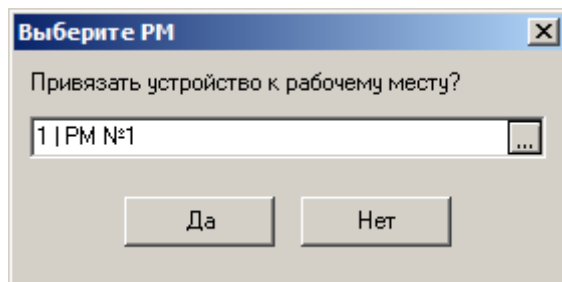 Выберите РМ
Привязать устройство к рабочему месту?
1 | РМ №1
...
Да
Нет